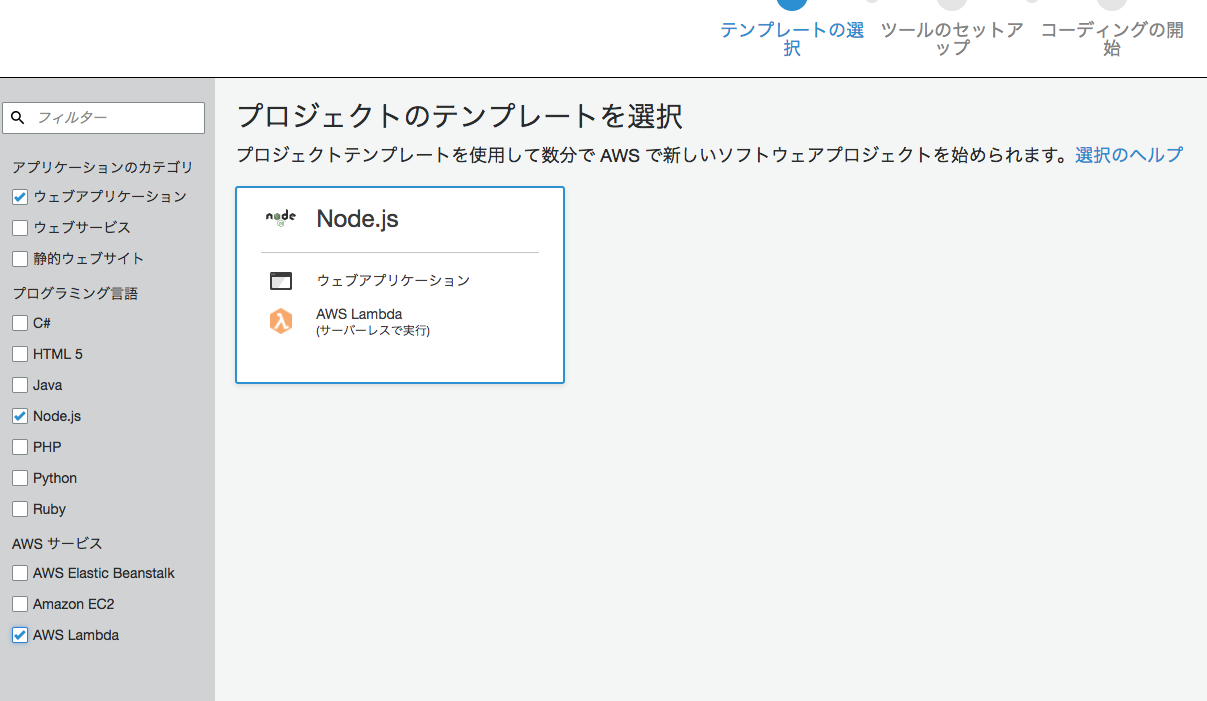 テンプレートの選
択
ツールのセットア
ップ
コーディングの開
始
フィルター
アプリケーションのカテゴリ
ウェブアプリケーション
ウェブサービス
静的ウェブサイト
プログラミング言語
C#
HTML 5
Java
Node.js
PHP
Python
Ruby
AWS サービス
AWS Elastic Beanstalk
Amazon EC2
AWS Lambda
プロジェクトのテンプレートを選択
プロジェクトテンプレートを使用して数分で AWS で新しいソフトウェアプロジェクトを始められます。選択のヘルプ
node Node.js
ウェブアプリケーション
AWS Lambda
(サーバーレスで実行)